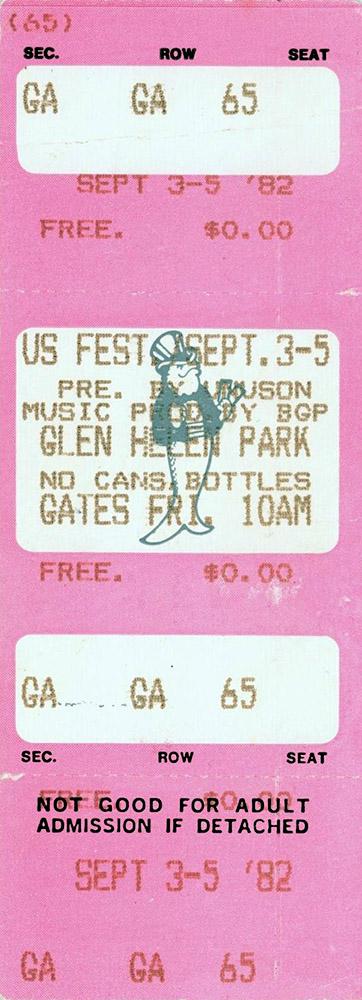 (65)
SEC. ROW SEAT
GA GA 65
SEPT 3-5 '82
FREE. $0.00
US FEST. SEPT.3-5
PRE. BY UNUSON
MUSIC PROD BY BGP
GLEN HELEN PARK
NO CANS/BOTTLES
GATES FRI. 10AM
FREE. $0.00
GA GA 65
SEC. ROW SEAT
FREE. $0.00
NOT GOOD FOR ADULT
ADMISSION IF DETACHED
SEPT 3-5 '82
GA GA 65